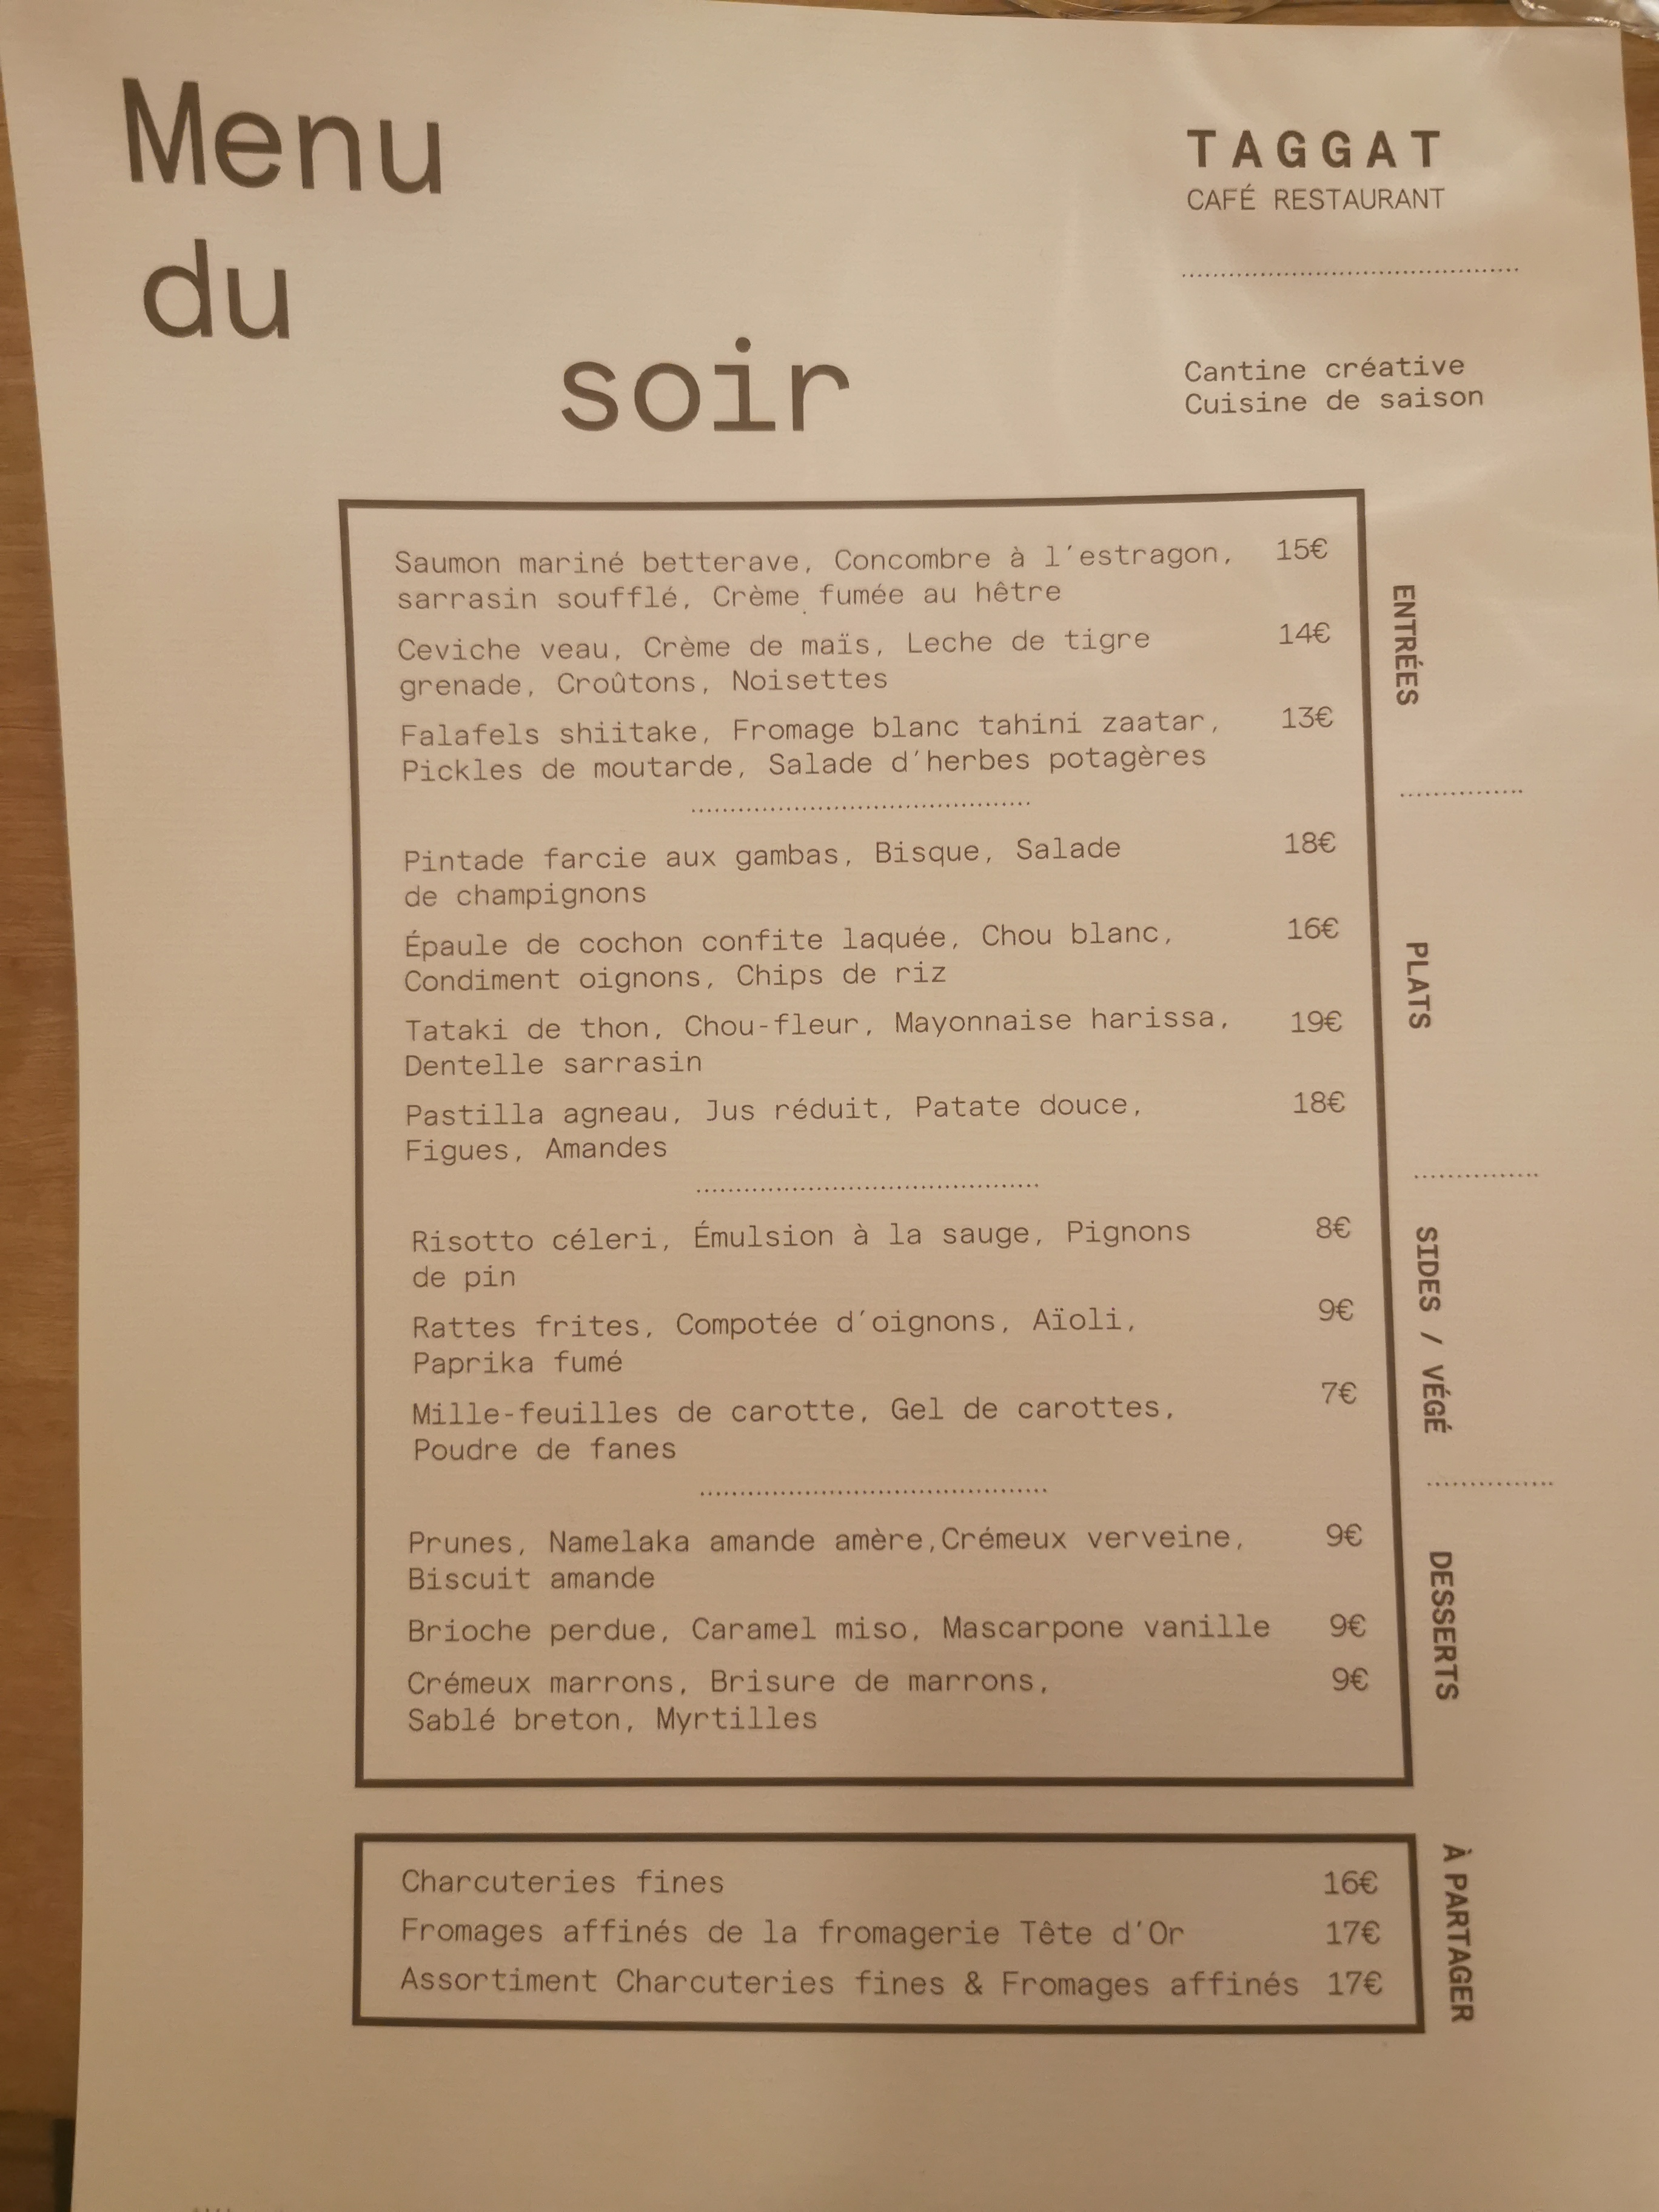 Menu
du
soir
TAGGAT
CAFÉ RESTAURANT
Cantine créative
Cuisine de saison
ENTRÉES
Saumon mariné betterave, Concombre à l'estragon, 15€
sarrasin soufflé, Crème fumée au hêtre
Ceviche veau, Crème de maïs, Leche de tigre 14€
grenade, Croûtons, Noisettes
Falafels shiitake, Fromage blanc tahini zaatar, 13€
Pickles de moutarde, Salade d'herbes potagères
PLATS
Pintade farcie aux gambas, Bisque, Salade 18€
de champignons
Épaule de cochon confite laquée, Chou blanc, 16€
Condiment oignons, Chips de riz
Tataki de thon, Chou-fleur, Mayonnaise harissa, 19€
Dentelle sarrasin
Pastilla agneau, Jus réduit, Patate douce, 18€
Figues, Amandes
SIDES / VÉGÉ
Risotto céleri, Émulsion à la sauge, Pignons 8€
de pin
Rattes frites, Compotée d'oignons, Aïoli, 9€
Paprika fumé
Mille-feuilles de carotte, Gel de carottes, 7€
Poudre de fanes
DESSERTS
Prunes, Namelaka amande amère,Crémeux verveine, 9€
Biscuit amande
Brioche perdue, Caramel miso, Mascarpone vanille 9€
Crémeux marrons, Brisure de marrons, 9€
Sablé breton, Myrtilles
À PARTAGER
Charcuteries fines 16€
Fromages affinés de la fromagerie Tête d'Or 17€
Assortiment Charcuteries fines & Fromages affinés 17€